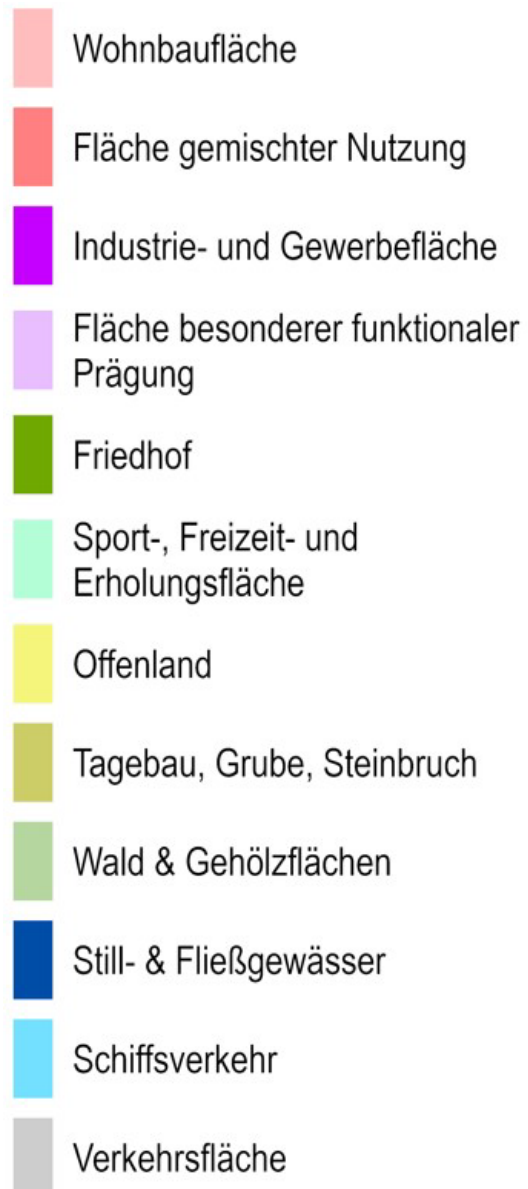 Wohnbaufläche
Fläche gemischter Nutzung
Industrie- und Gewerbefläche
Fläche besonderer funktionaler
Prägung
Friedhof
Sport-, Freizeit- und
Erholungsfläche
Offenland
Tagebau, Grube, Steinbruch
Wald & Gehölzflächen
Still- & Fließgewässer
Schiffsverkehr
Verkehrsfläche